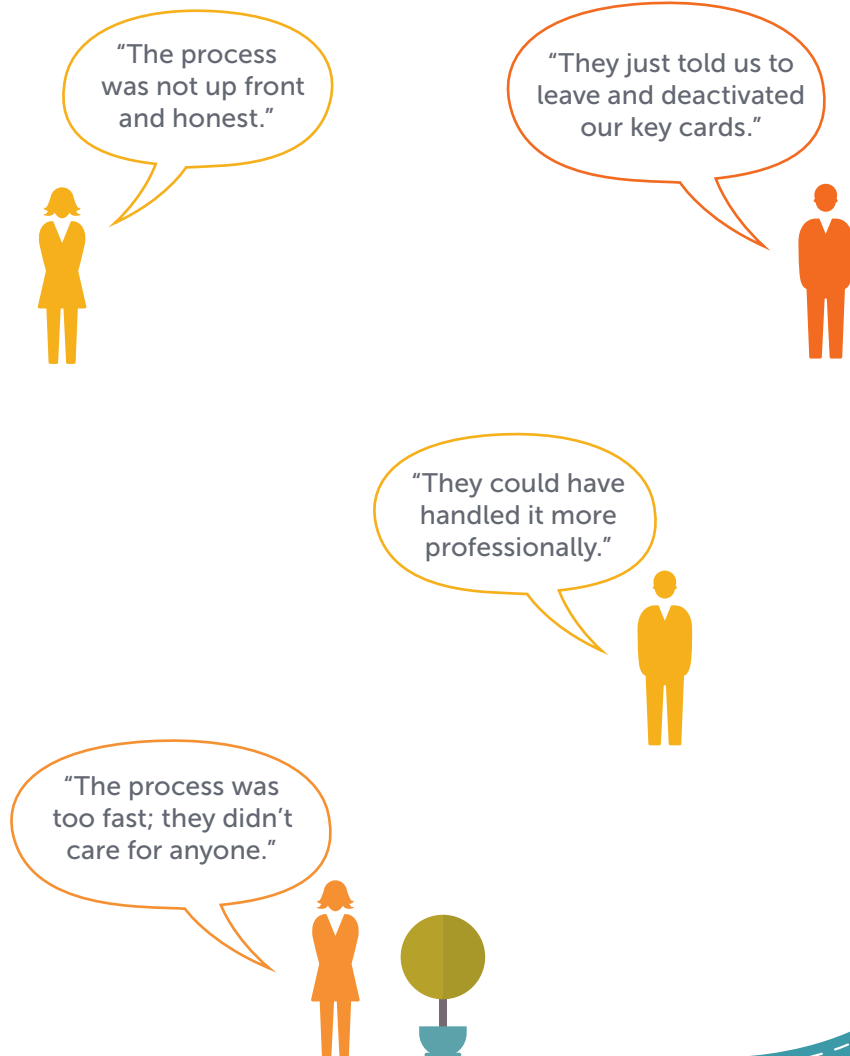 “The process
was not up front
and honest.”
“They just told us to
leave and deactivated
our key cards.”
“They could have
handled it more
professionally.”
“The process was
too fast; they didn’t
care for anyone.”